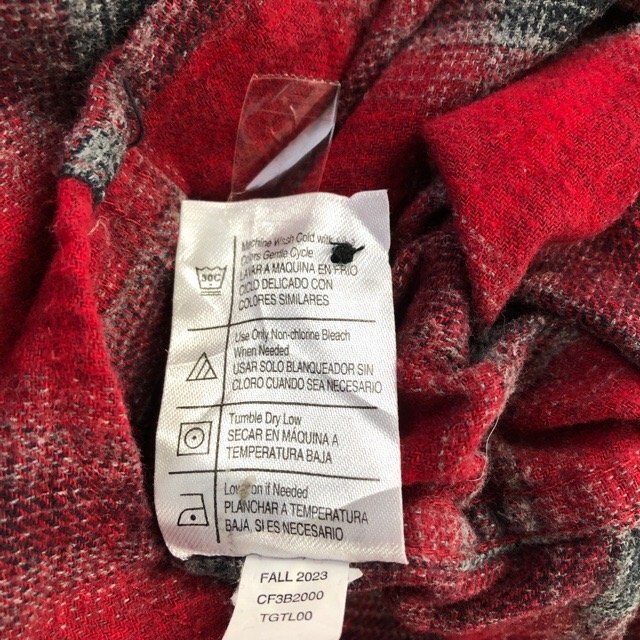 Machine Wash Cold with
Colors Gentle Cycle
LAVAR A MAQUINA EN FRIO
CICLO DELICADO CON
COLORES SIMILARES
30C
Use Only Non-chlorine Bleach
When Needed
USAR SOLO BLANQUEADOR SIN
CLORO CUANDO SEA NECESARIO
Tumble Dry Low
SECAR EN MÁQUINA A
TEMPERATURA BAJA
if Needed
PLANCHAR A TEMPERATURA
BAJA, SI ES NECESARIO
FALL 2023
CF3B2000
TGTL00